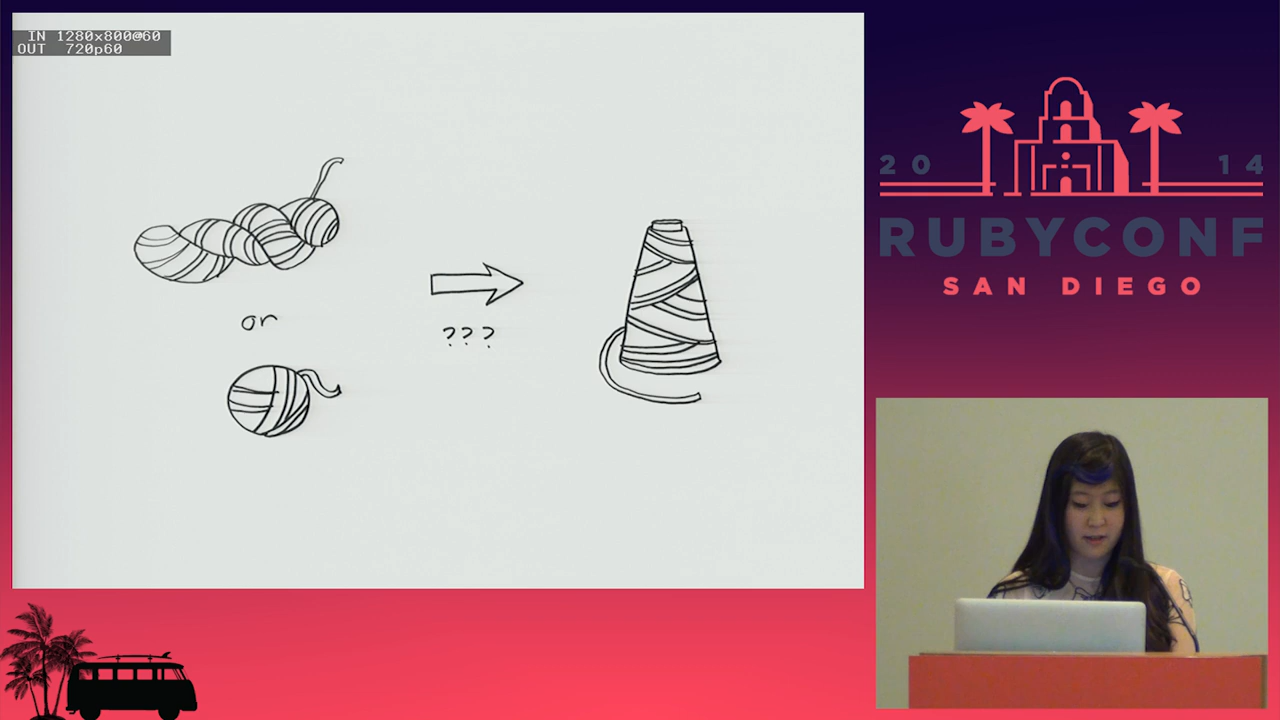 IN 1280x800@60
OUT 720p60
or
???
20 14
RUBYCONF
SAN DIEGO